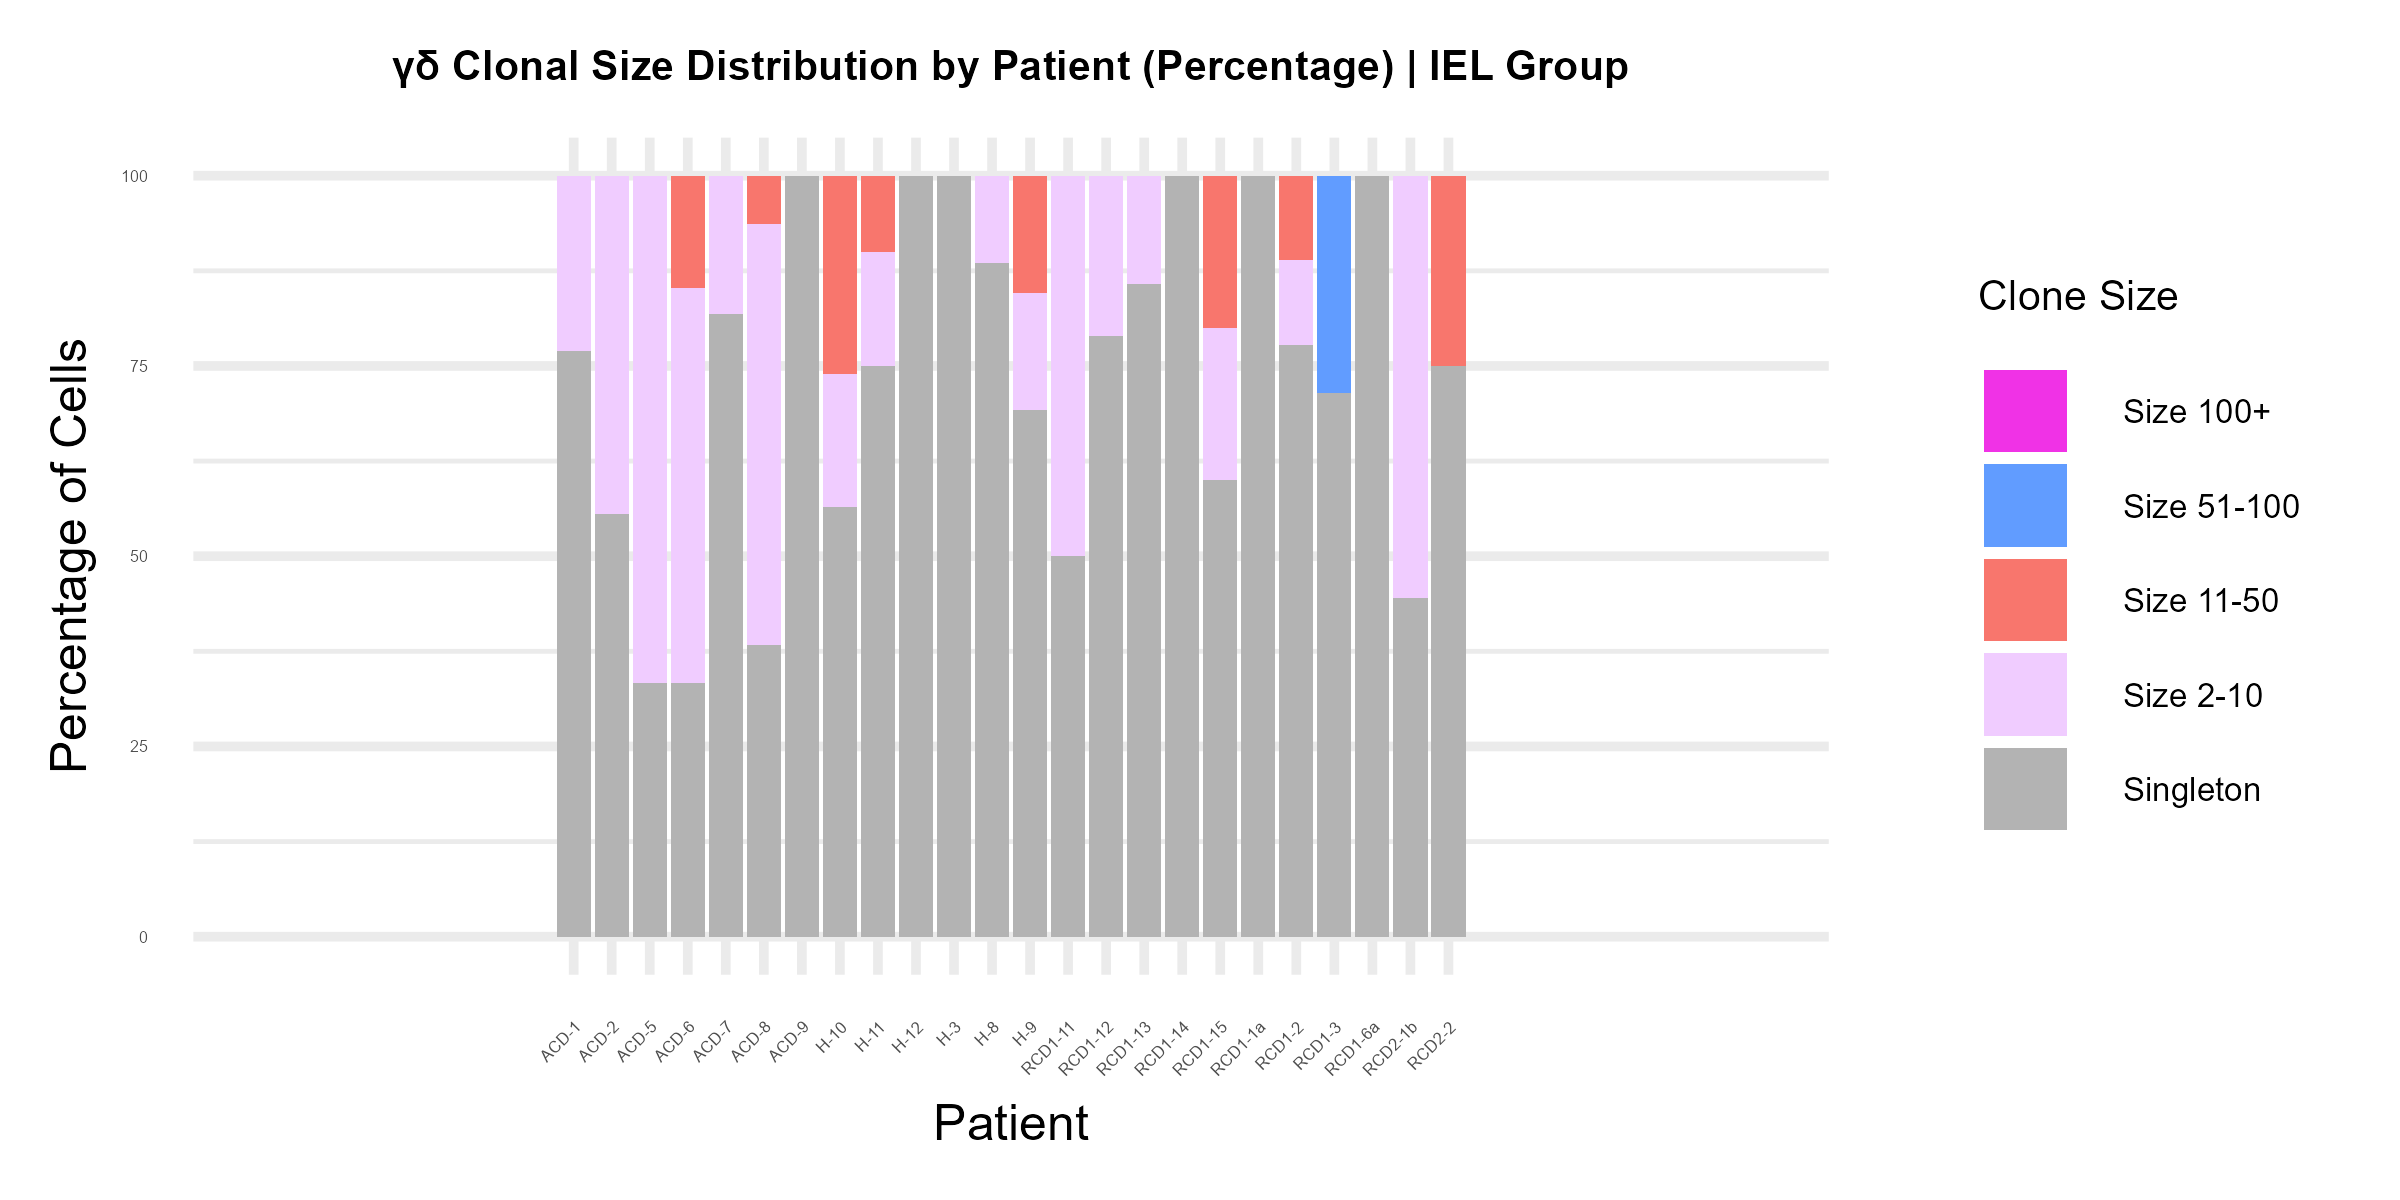 γδ Clonal Size Distribution by Patient (Percentage) | IEL Group
Percentage of Cells
100
75
50
25
0
ACD-1
ACD-2
ACD-5
ACD-6
ACD-7
ACD-8
ACD-9
H-10
H-11
H-12
H-3
H-8
H-9
RCD1-11
RCD1-12
RCD1-13
RCD1-14
RCD1-15
RCD1-1a
RCD1-2
RCD1-3
RCD1-6a
RCD2-1b
RCD2-2
Patient
Clone Size
Size 100+
Size 51-100
Size 11-50
Size 2-10
Singleton